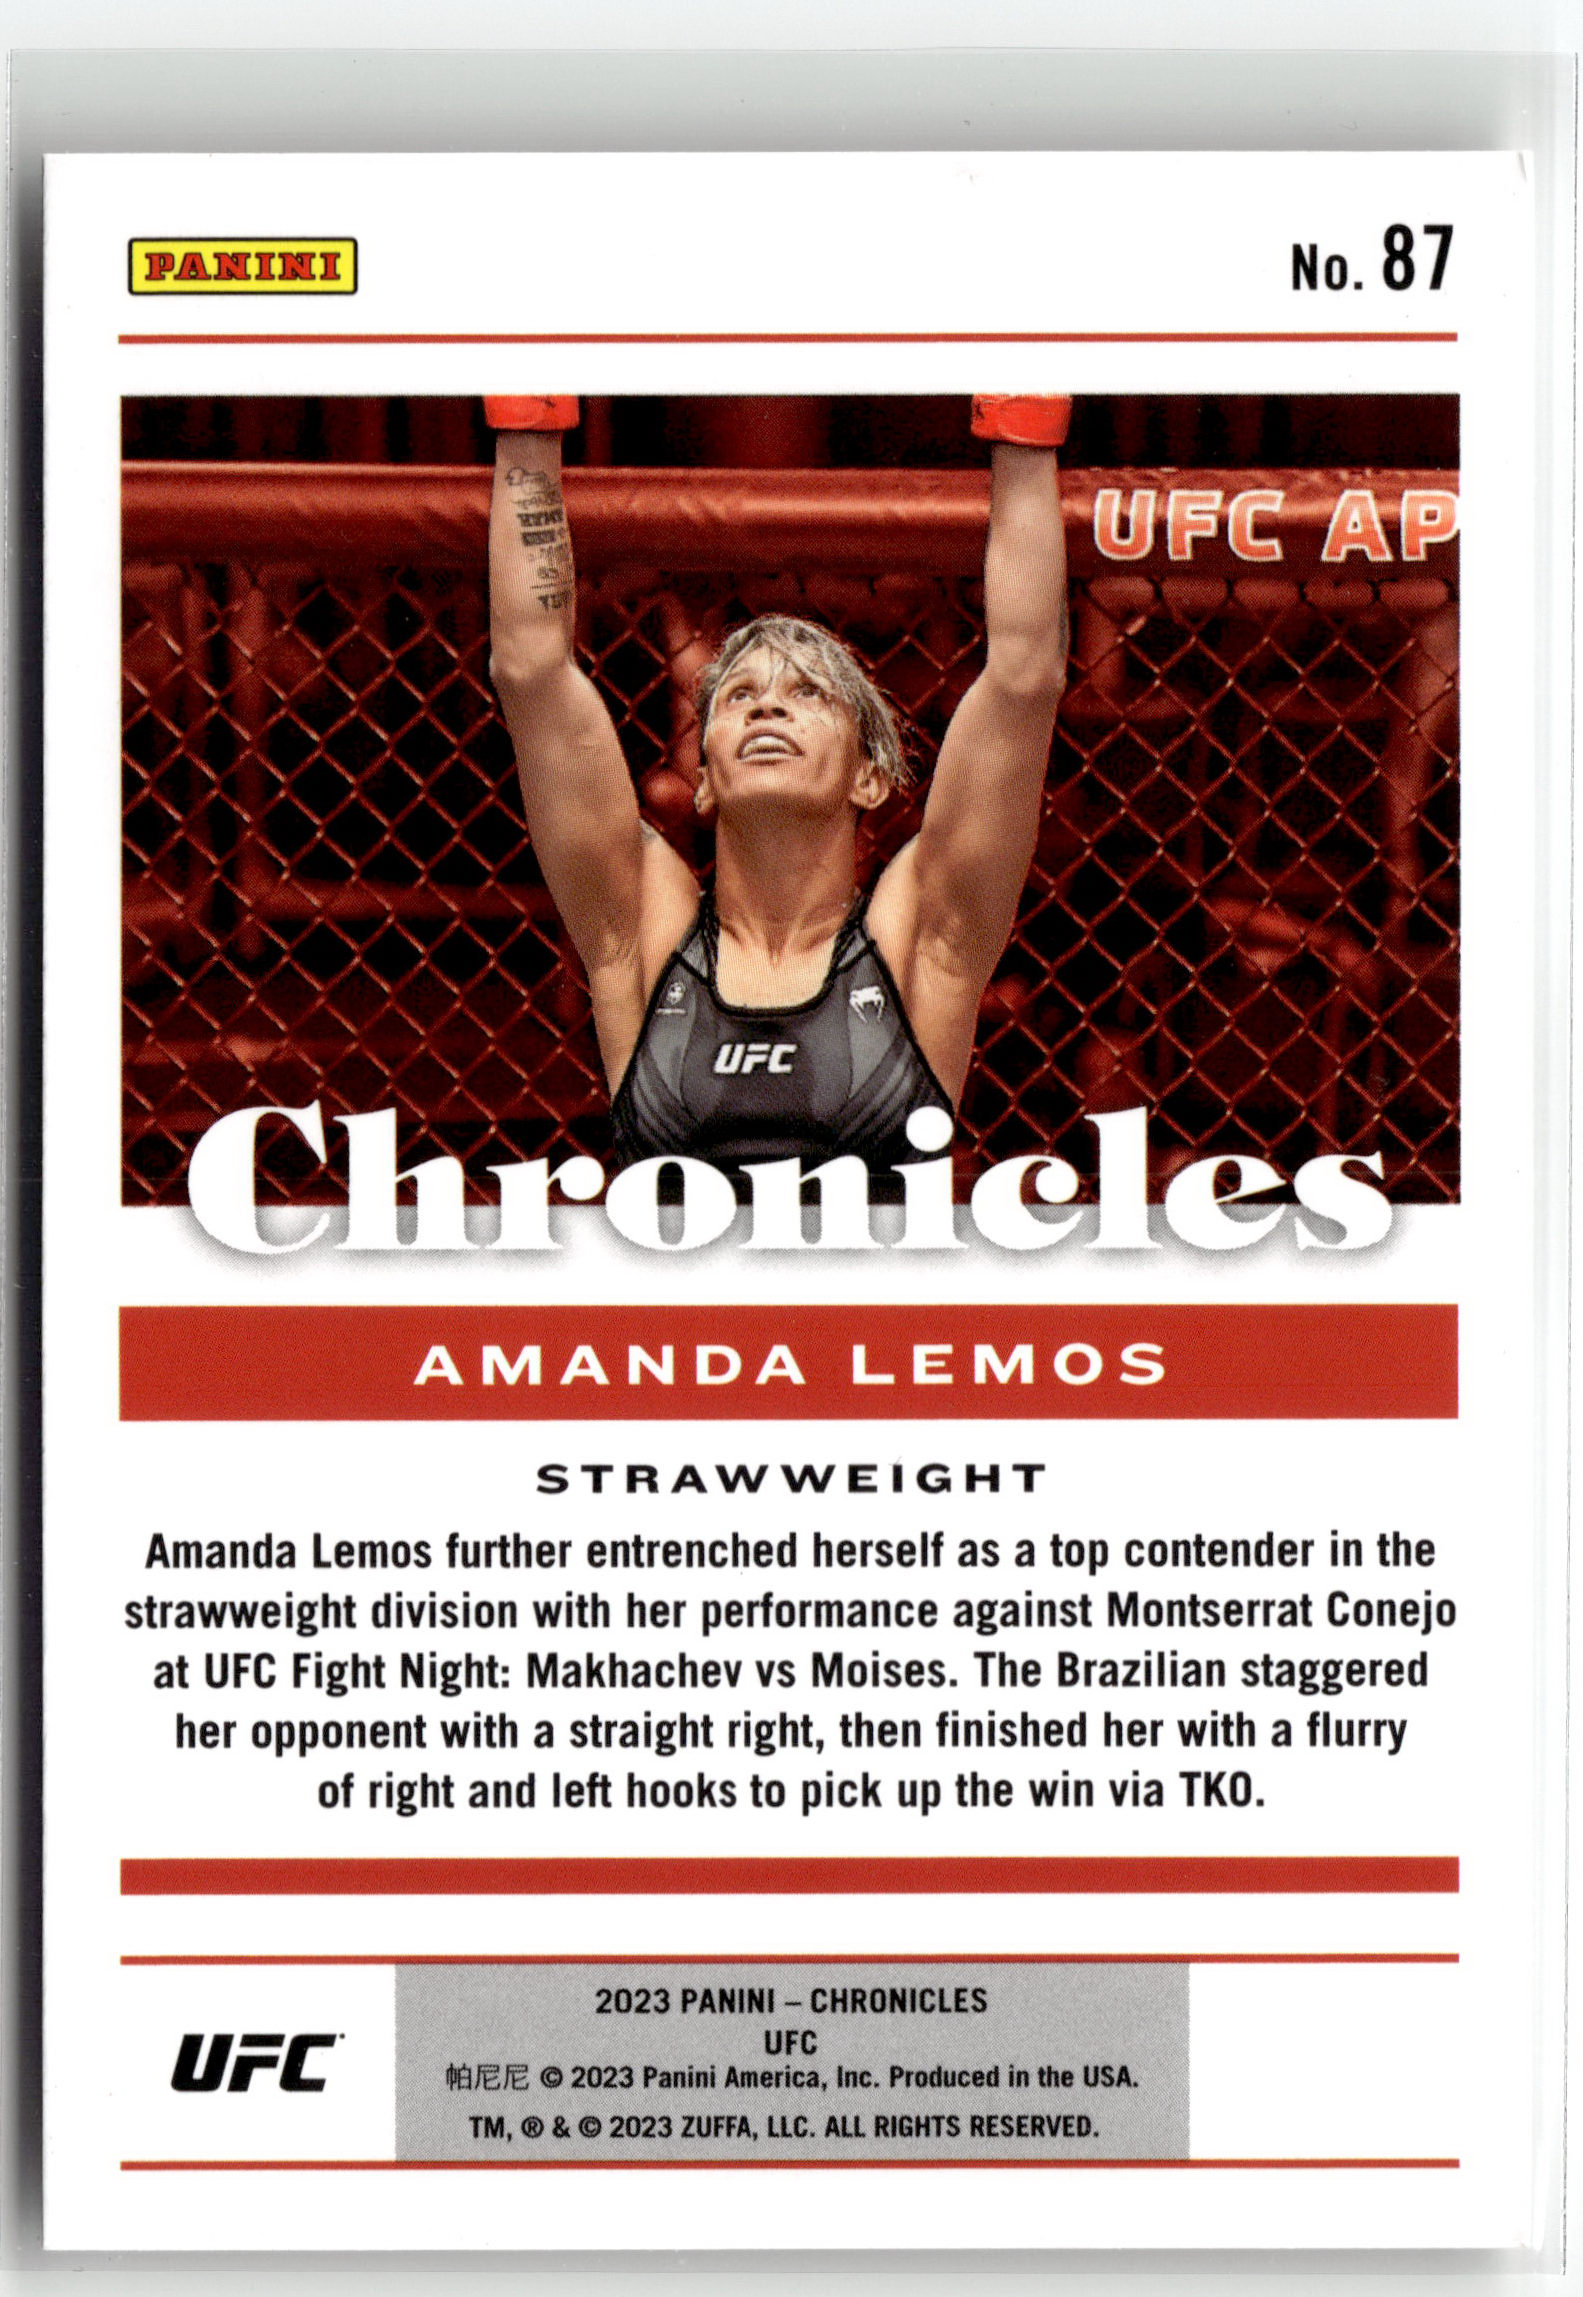 PANINI
No. 87
UFC AP
UFC
Chronicles
AMANDA LEMOS
STRAWWEIGHT
Amanda Lemos further entrenched herself as a top contender in the
strawweight division with her performance against Montserrat Conejo
at UFC Fight Night: Makhachev vs Moises. The Brazilian staggered
her opponent with a straight right, then finished her with a flurry
of right and left hooks to pick up the win via TKO.
UFC
2023 PANINI – CHRONICLES
UFC
帕尼尼 © 2023 Panini America, Inc. Produced in the USA.
TM, ® & © 2023 ZUFFA, LLC. ALL RIGHTS RESERVED.